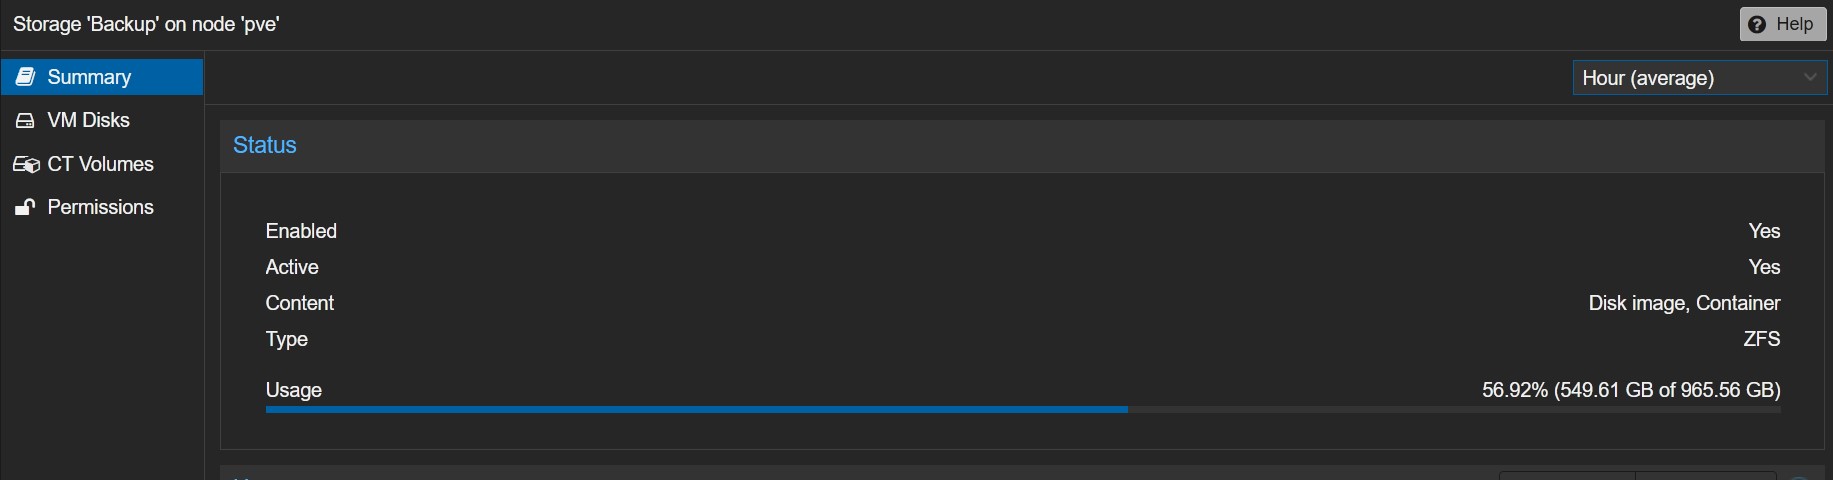 Storage 'Backup' on node 'pve'
Help
Summary
Hour (average)
VM Disks
CT Volumes
Permissions
Status
Enabled Yes
Active Yes
Content Disk image, Container
Type ZFS
Usage 56.92% (549.61 GB of 965.56 GB)